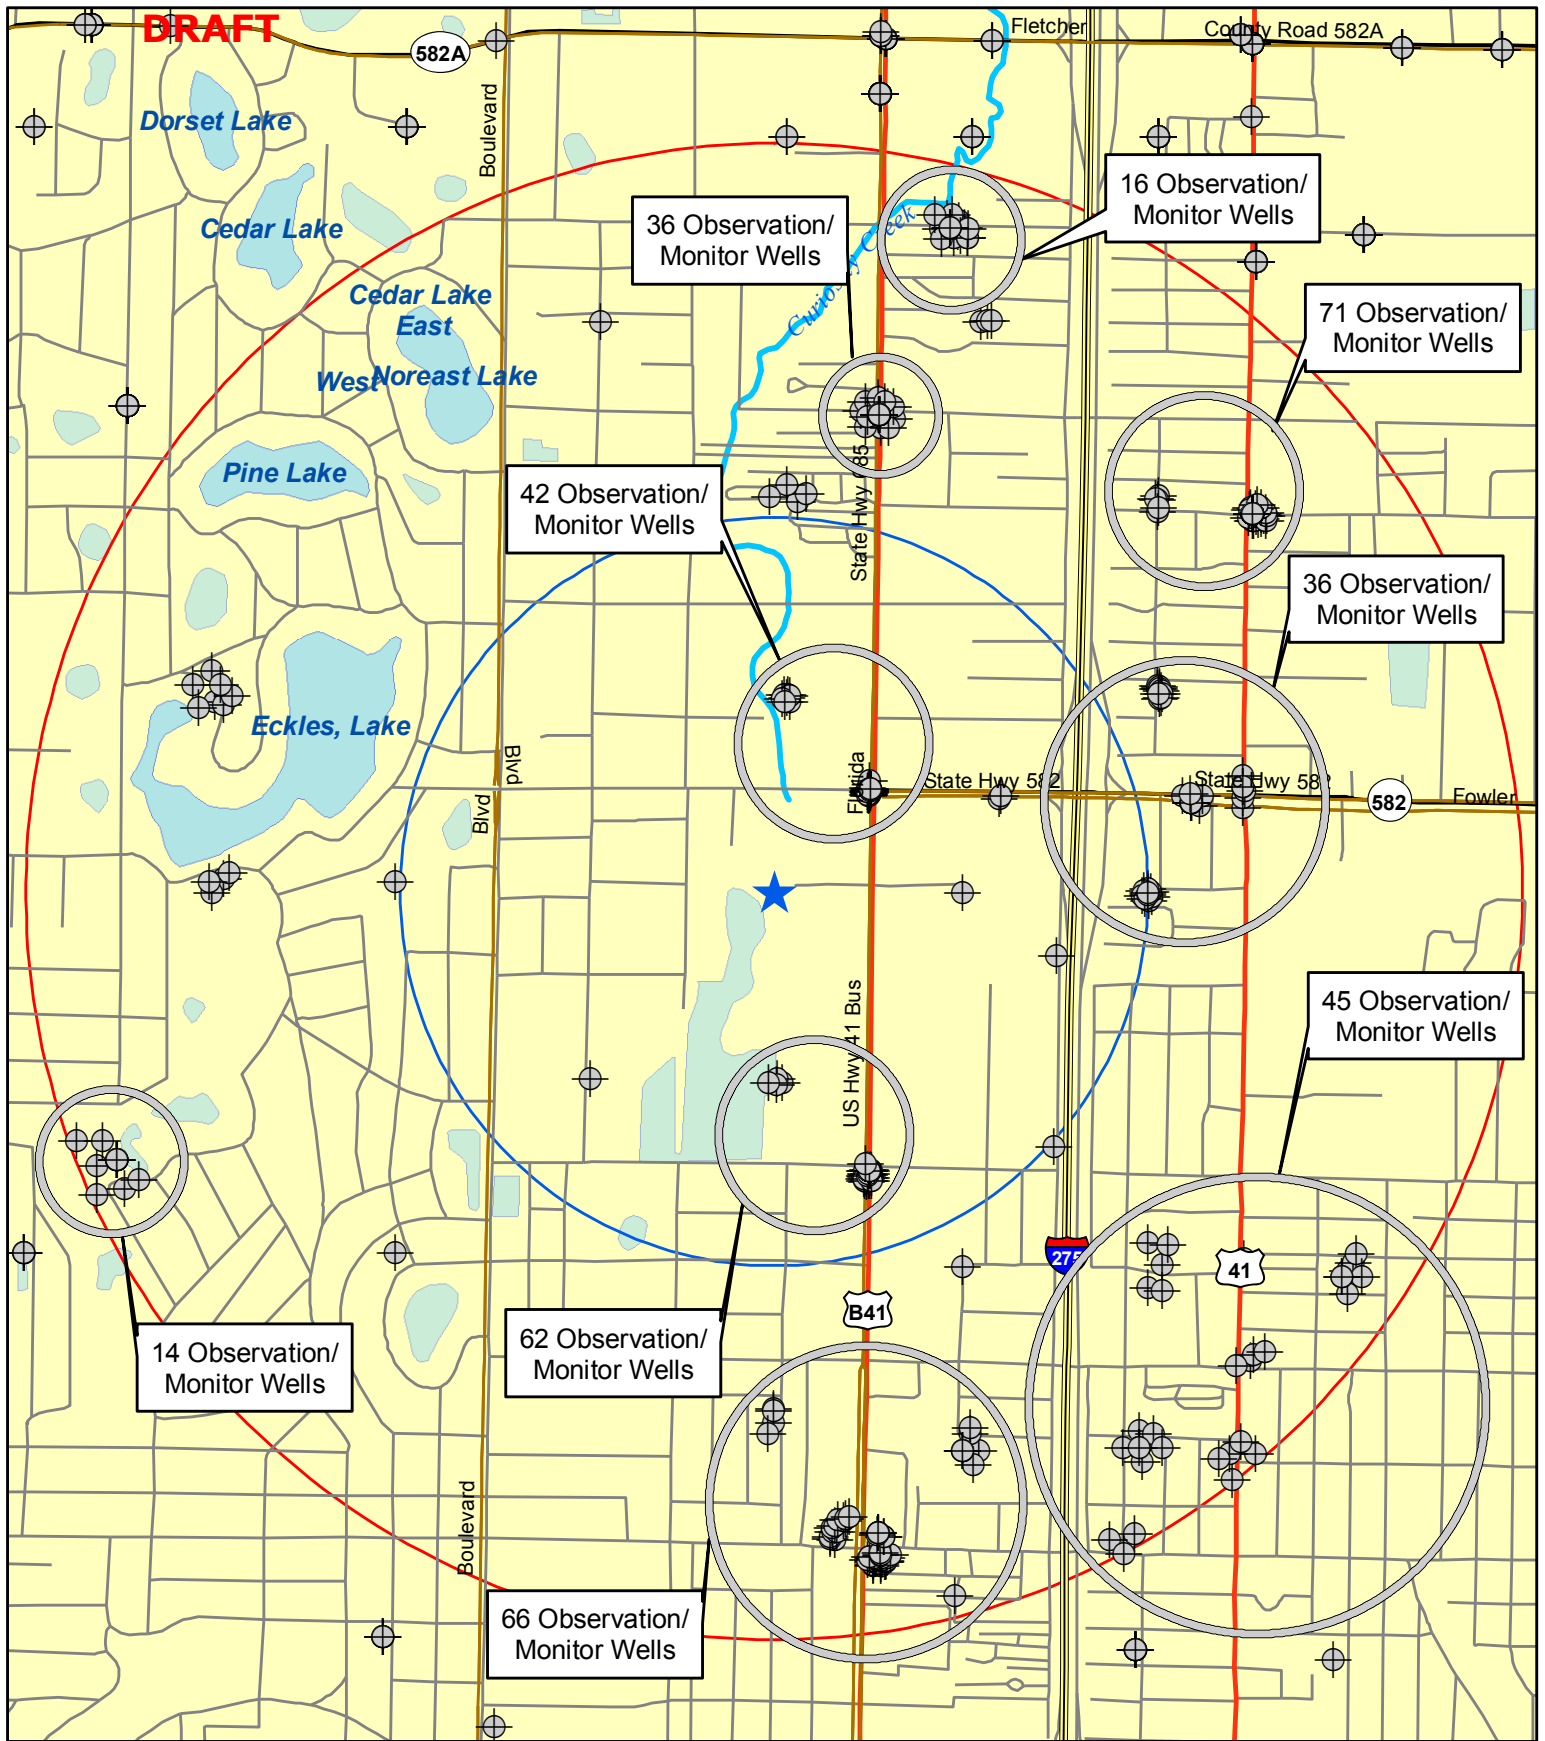 DRAFT
Fletcher
County Road 582A
582A
Boulevard
Dorset Lake
16 Observation/
Monitor Wells
36 Observation/
Monitor Wells
Cedar Lake
Curiosity Creek
Cedar Lake
East
71 Observation/
Monitor Wells
West
Noreast Lake
Pine Lake
42 Observation/
Monitor Wells
State Hwy 685
36 Observation/
Monitor Wells
Eckles, Lake
Blvd
Blvd
Florida
State Hwy 582
State Hwy 582
582
Fowler
45 Observation/
Monitor Wells
US Hwy 41 Bus
275
41
B41
14 Observation/
Monitor Wells
62 Observation/
Monitor Wells
Boulevard
66 Observation/
Monitor Wells